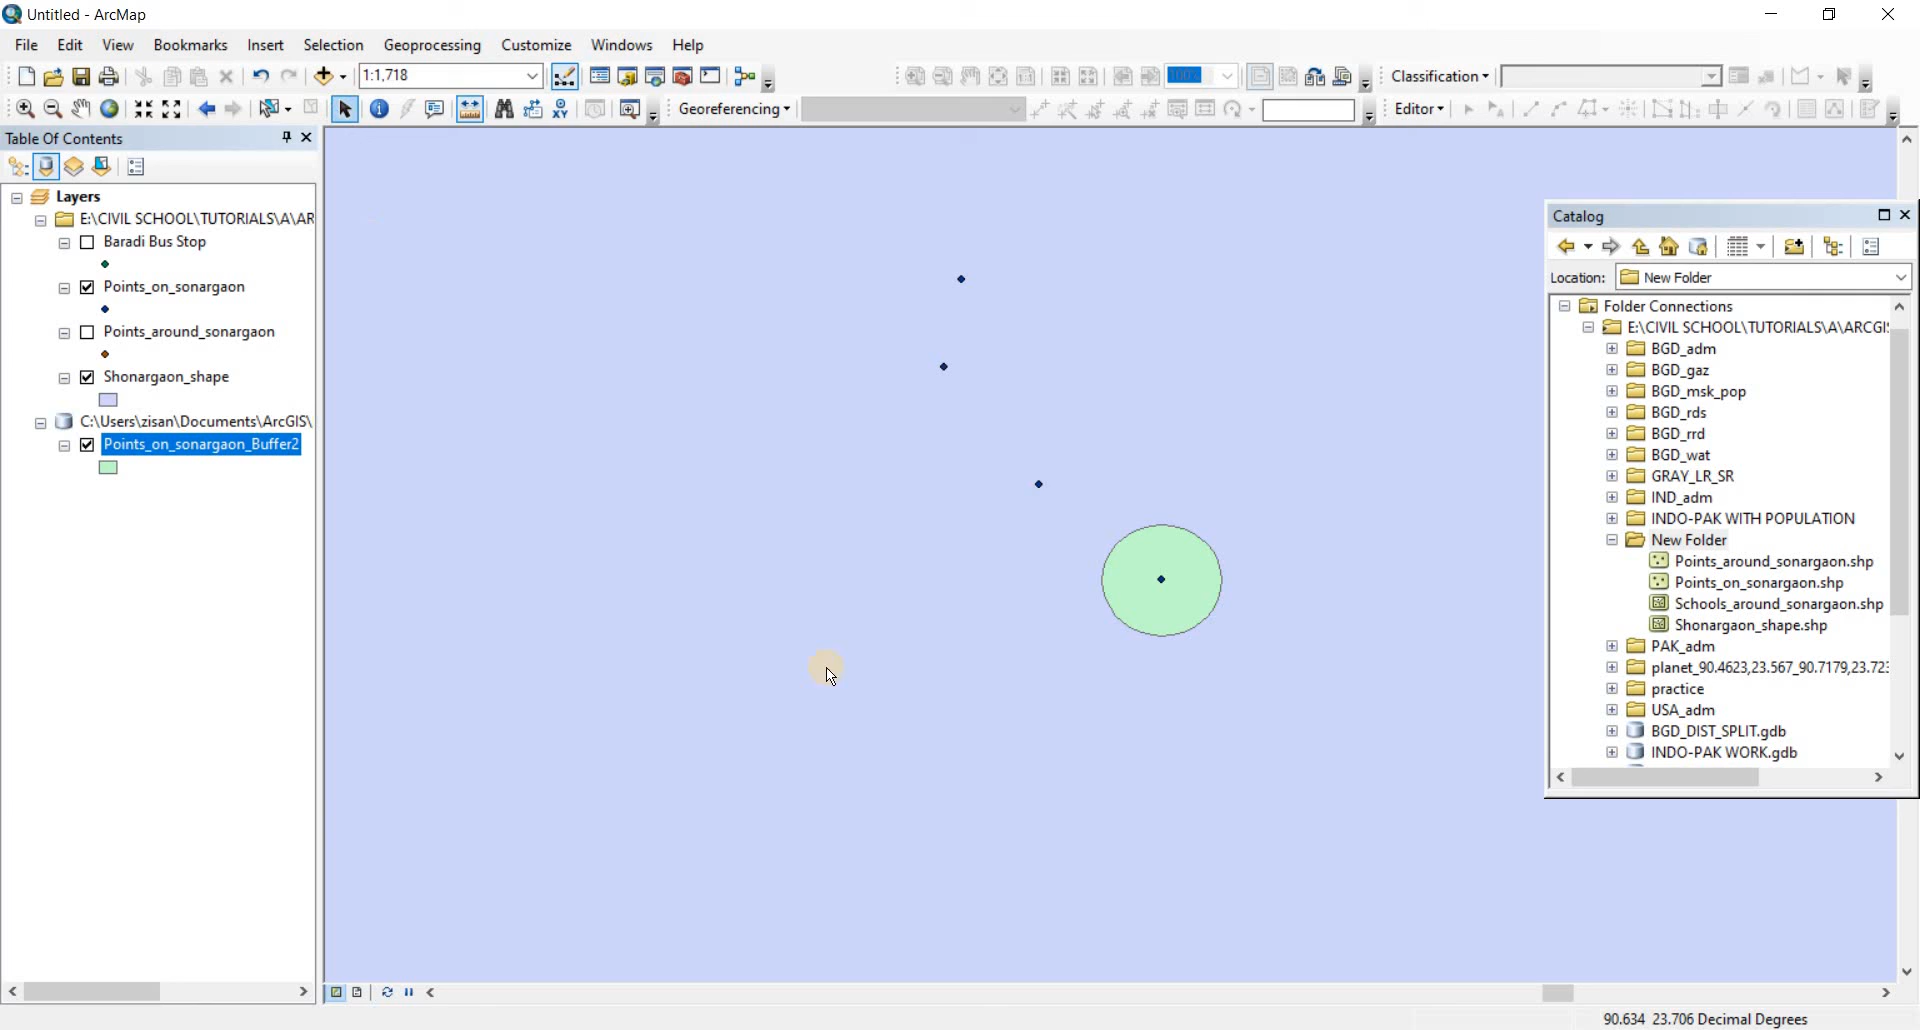 Untitled - ArcMap
File Edit View Bookmarks Insert Selection Geoprocessing Customize Windows Help
1:1,718
100%
Classification
Georeferencing
Editor
Table Of Contents
Layers
E:\CIVIL SCHOOL\TUTORIALS\A\AR
Baradi Bus Stop
Points_on_sonargaon
Points_around_sonargaon
Shonargaon_shape
C:\Users\zisan\Documents\ArcGIS\
Points_on_sonargaon_Buffer2
Catalog
Location: New Folder
Folder Connections
E:\CIVIL SCHOOL\TUTORIALS\A\ARCGI
BGD_adm
BGD_gaz
BGD_msk_pop
BGD_rds
BGD_rrd
BGD_wat
GRAY_LR_SR
IND_adm
INDO-PAK WITH POPULATION
New Folder
Points_around_sonargaon.shp
Points_on_sonargaon.shp
Schools_around_sonargaon.shp
Shonargaon_shape.shp
PAK_adm
planet_90.4623,23.567_90.7179,23.723
practice
USA_adm
BGD_DIST_SPLIT.gdb
INDO-PAK WORK.gdb
90.634 23.706 Decimal Degrees